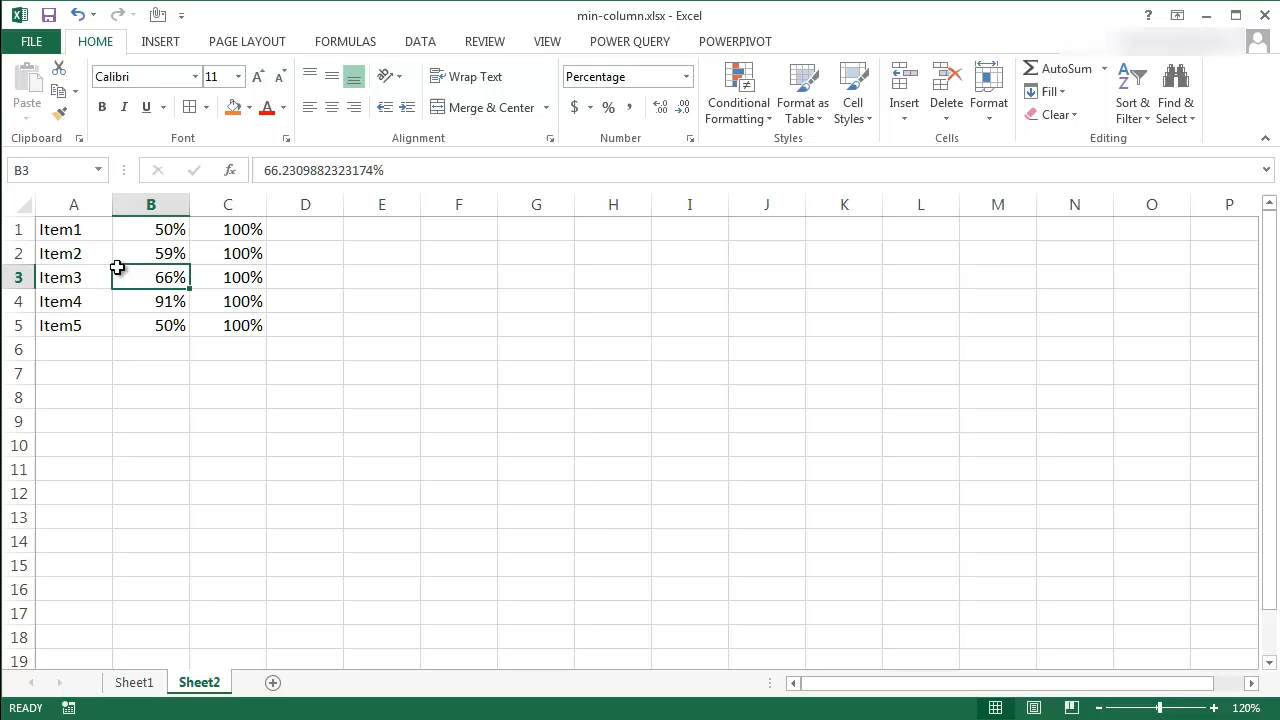 min-column.xlsx - Excel
FILE HOME INSERT PAGE LAYOUT FORMULAS DATA REVIEW VIEW POWER QUERY POWERPIVOT
Paste
Calibri 11
B I U A
Wrap Text
Merge & Center
Percentage
$ % ,
Conditional Formatting
Format as Table
Cell Styles
Insert Delete Format
AutoSum
Fill
Clear
Sort & Filter
Find & Select
Clipboard Font Alignment Number Styles Cells Editing
B3 fx 66.2309882323174%
A B C D E F G H I J K L M N O P
1 Item1 50% 100%
2 Item2 59% 100%
3 Item3 66% 100%
4 Item4 91% 100%
5 Item5 50% 100%
6
7
8
9
10
11
12
13
14
15
16
17
18
19
Sheet1 Sheet2
READY 120%